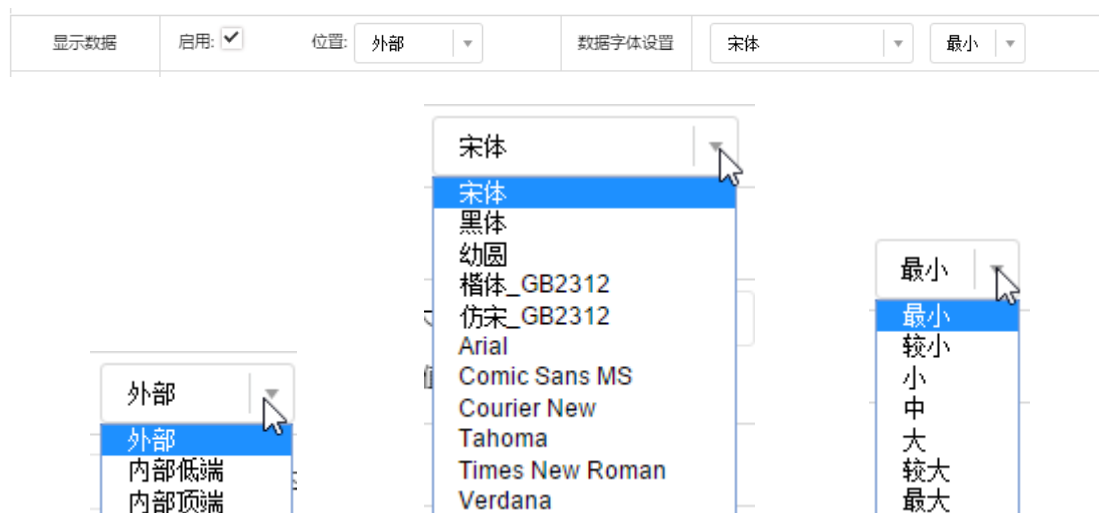 显示数据 启用: 位置: 外部 数据字体设置 宋体 最小
宋体
宋体
黑体
幼圆
楷体_GB2312
仿宋_GB2312
Arial
Comic Sans MS
Courier New
Tahoma
Times New Roman
Verdana
外部
外部
内部低端
内部顶端
最小
最小
较小
小
中
大
较大
最大